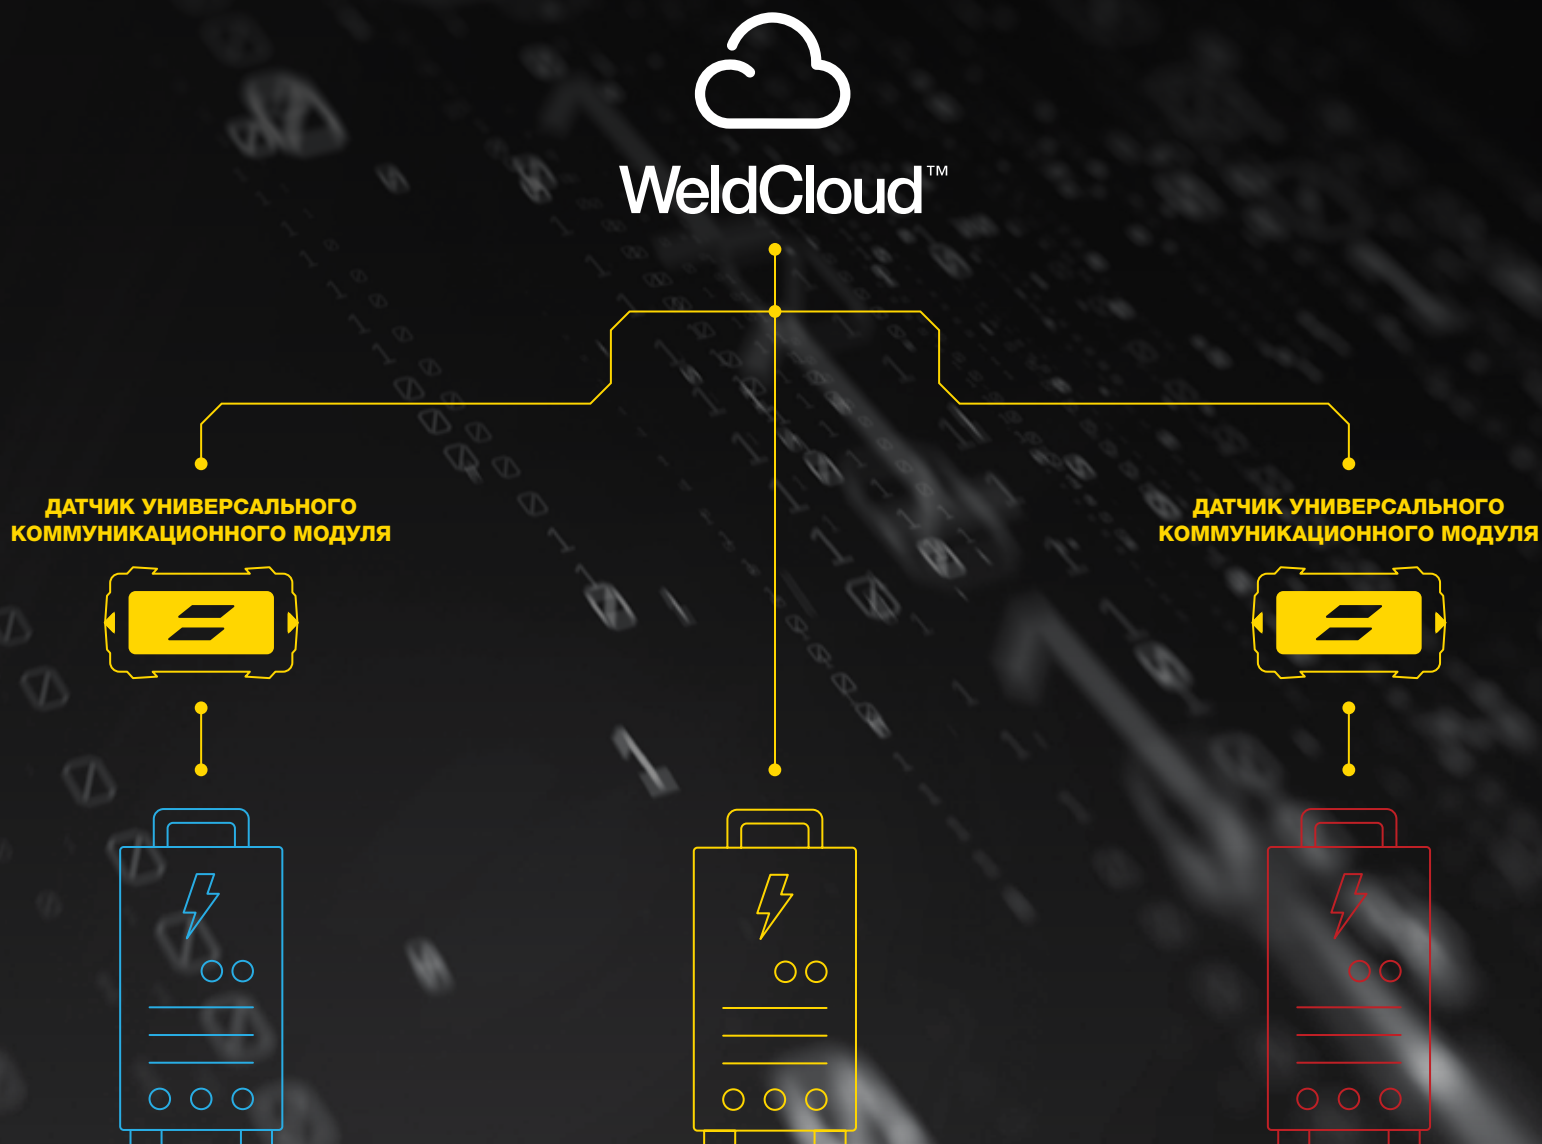 WeldCloud™
ДАТЧИК УНИВЕРСАЛЬНОГО
КОММУНИКАЦИОННОГО МОДУЛЯ
ДАТЧИК УНИВЕРСАЛЬНОГО
КОММУНИКАЦИОННОГО МОДУЛЯ